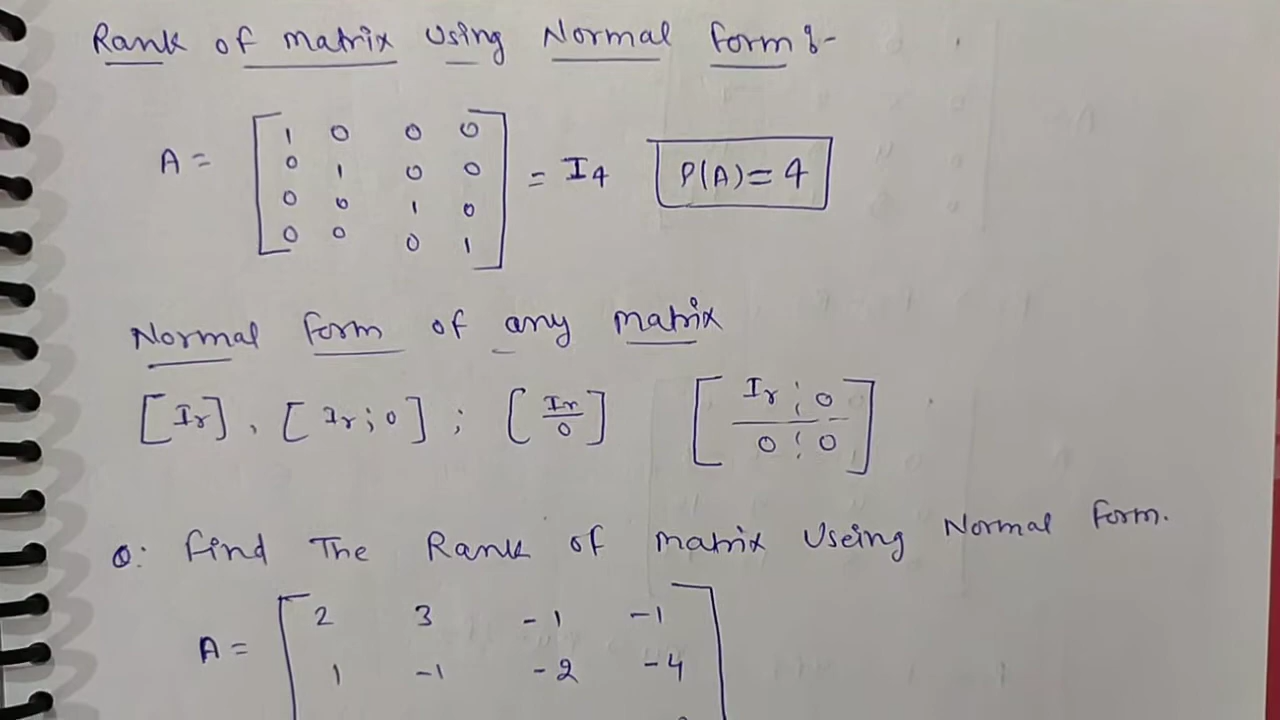 Rank of matrix Using Normal form :-
A = [ 1 0 0 0
0 1 0 0
0 0 1 0
0 0 0 1 ] = I4 ρ(A) = 4
Normal form of any matrix
[Ir], [Ir ; 0] ; [Ir / 0] [Ir ¦ 0 / 0 ¦ 0]
Q: find The Rank of matrix Useing Normal form.
A = [ 2 3 -1 -1
1 -1 -2 -4